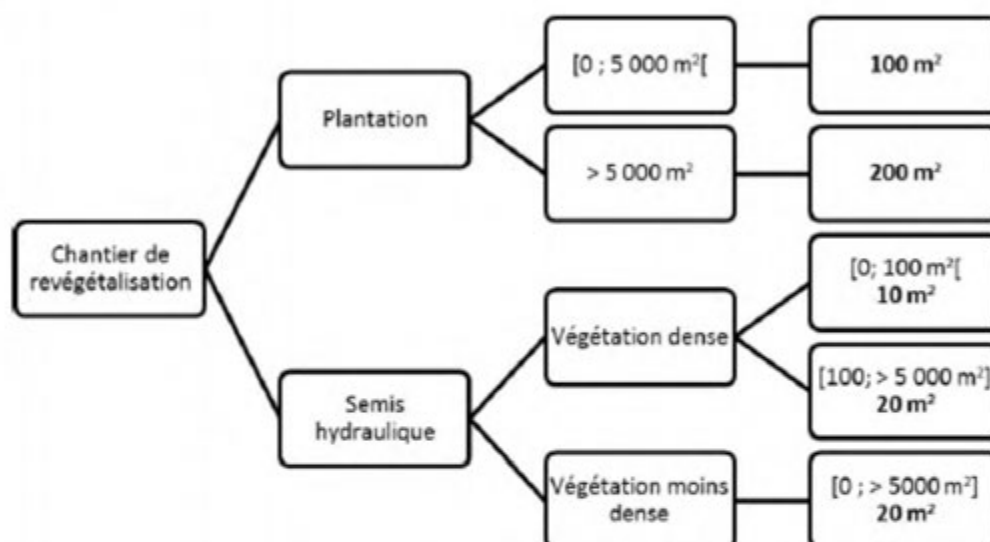 Chantier de
revégétalisation
Plantation
[0 ; 5 000 m²[
100 m²
> 5 000 m²
200 m²
Semis
hydraulique
Végétation dense
[0; 100 m²[
10 m²
[100; > 5 000 m²]
20 m²
Végétation moins
dense
[0 ; > 5000 m²]
20 m²